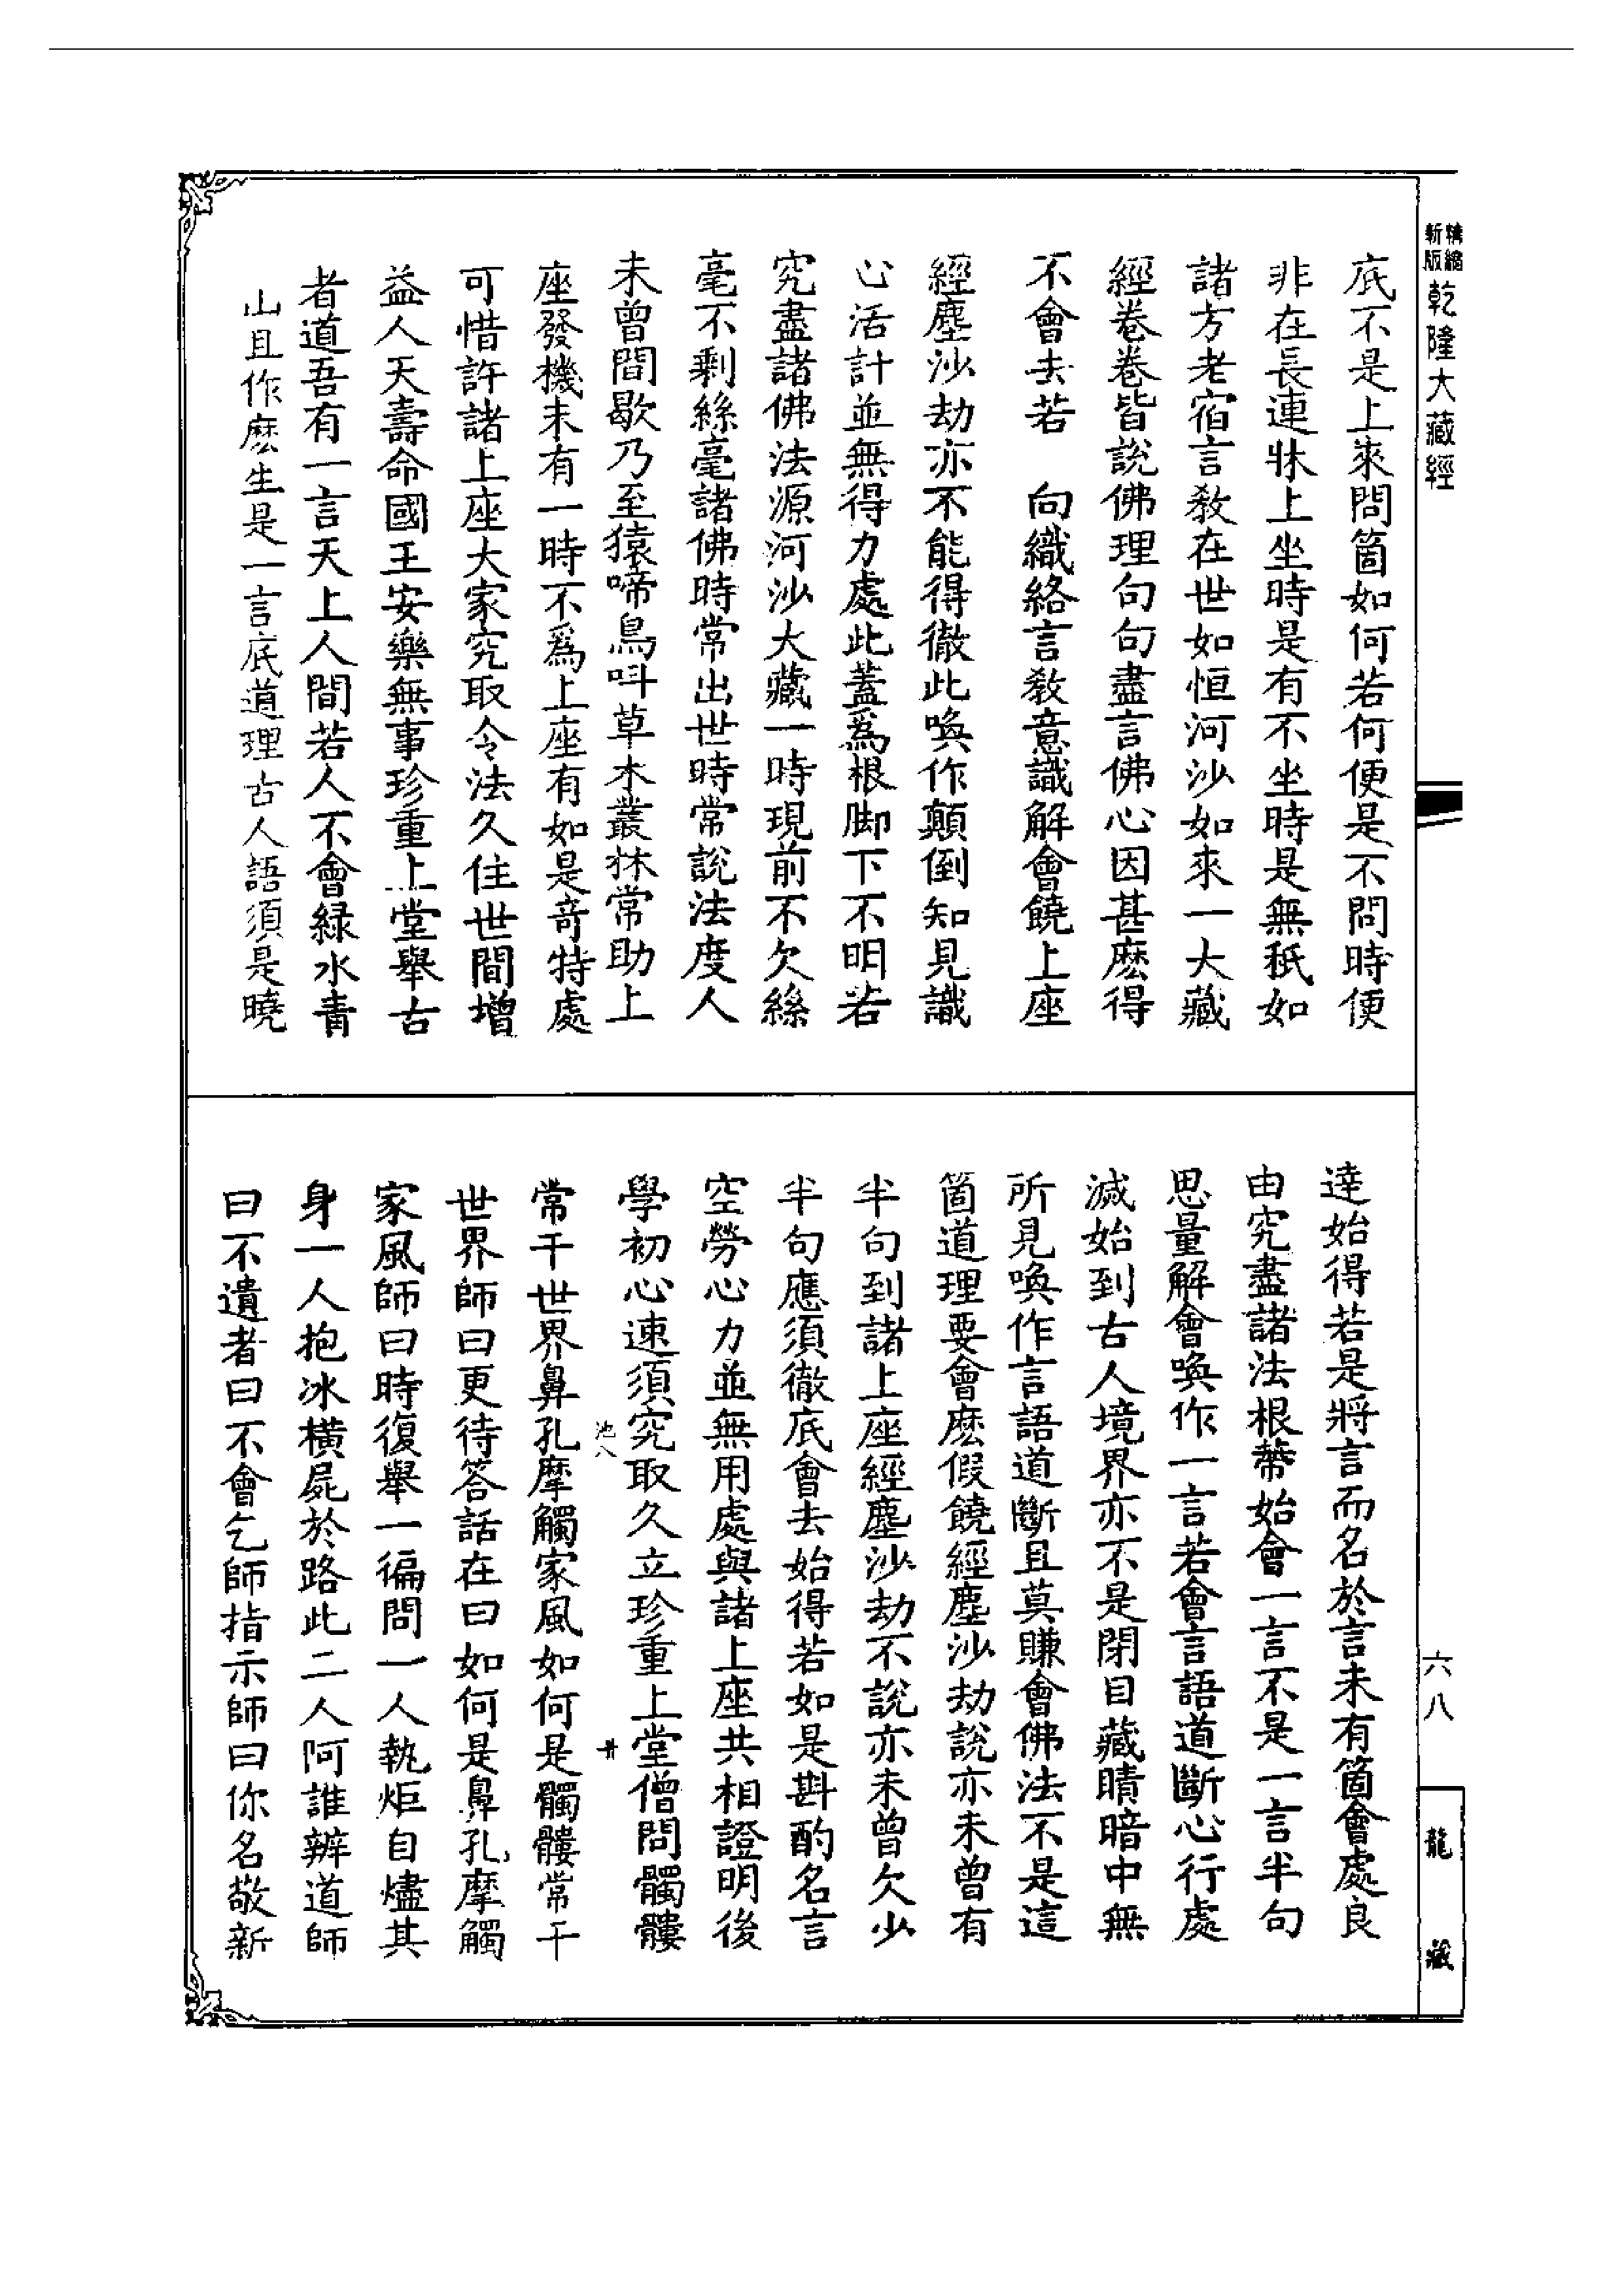 精縮新版乾隆大藏經
底不是上來問箇如何若何便是不問時便
非在長連牀上坐時是有不坐時是無秖如
諸方老宿言教在世如恒河沙如來一大藏
經卷卷皆說佛理句句盡言佛心因甚麽得
不會去若 向織絡言教意識解會饒上座
經塵沙劫亦不能得徹此喚作顛倒知見識
心活計並無得力處此蓋爲根脚下不明若
究盡諸佛法源河沙大藏一時現前不欠絲
毫不剩絲毫諸佛時常出世時常說法度人
未曾間歇乃至猿啼鳥呌草木叢林常助上
座發機未有一時不爲上座有如是竒特處
可惜許諸上座大家究取令法久住世間增
益人天壽命國王安樂無事珍重上堂舉古
者道吾有一言天上人間若人不會緑水青
山且作麽生是一言底道理古人語須是曉
達始得若是將言而名於言未有箇會處良
由究盡諸法根蔕始會一言不是一言半句
思量解會喚作一言若會言語道斷心行處
滅始到古人境界亦不是閉目藏睛暗中無
所見喚作言語道斷且莫賺會佛法不是這
箇道理要會麽假饒經塵沙劫說亦未曾有
半句到諸上座經塵沙劫不說亦未曾欠少
半句應須徹底會去始得若如是斟酌名言
空勞心力並無用處與諸上座共相證明後
學初心速須究取久立珍重上堂僧問髑髏
池八
常干世界鼻孔摩觸家風如何是髑髏常干
世界師曰更待答話在曰如何是鼻孔摩觸
家風師曰時復舉一徧問一人執炬自燼其
身一人抱冰橫屍於路此二人阿誰辨道師
曰不遺者曰不會乞師指示師曰你名敬新
六八
龍藏